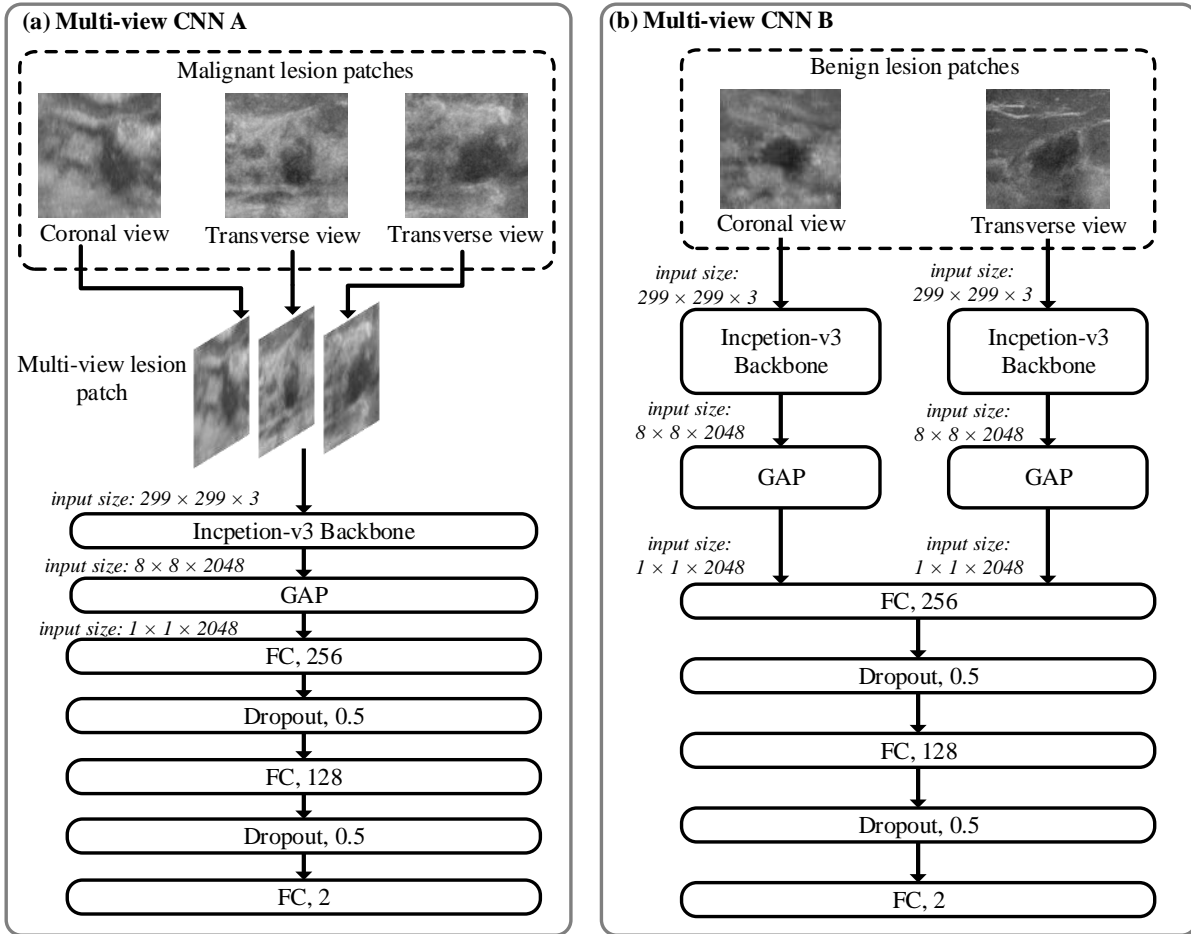 (a) Multi-view CNN A
Malignant lesion patches
Coronal view
Transverse view
Transverse view
Multi-view lesion
patch
input size: 299 × 299 × 3
Incpetion-v3 Backbone
input size: 8 × 8 × 2048
GAP
input size: 1 × 1 × 2048
FC, 256
Dropout, 0.5
FC, 128
Dropout, 0.5
FC, 2
(b) Multi-view CNN B
Benign lesion patches
Coronal view
Transverse view
input size:
299 × 299 × 3
input size:
299 × 299 × 3
Incpetion-v3
Backbone
Incpetion-v3
Backbone
input size:
8 × 8 × 2048
input size:
8 × 8 × 2048
GAP
GAP
input size:
1 × 1 × 2048
input size:
1 × 1 × 2048
FC, 256
Dropout, 0.5
FC, 128
Dropout, 0.5
FC, 2